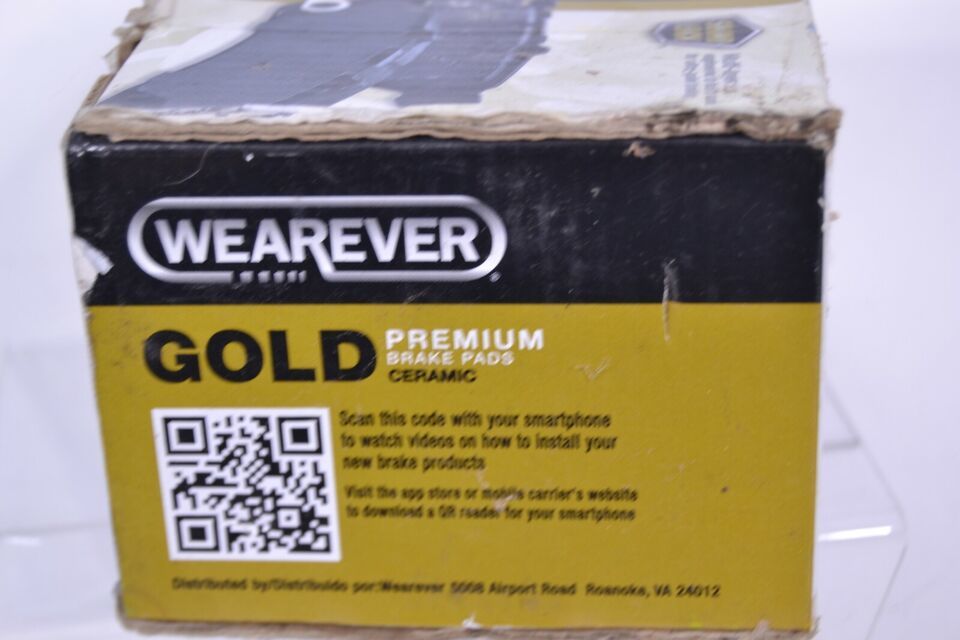 WEAREVER
GOLD
PREMIUM
BRAKE PADS
CERAMIC
Scan this code with your smartphone
to watch videos on how to install your
new brake products
Visit the app store or mobile carrier's website
to download a QR reader for your smartphone
Distributed by/Distribuido por:Wearever 5008 Airport Road Roanoke, VA 24012